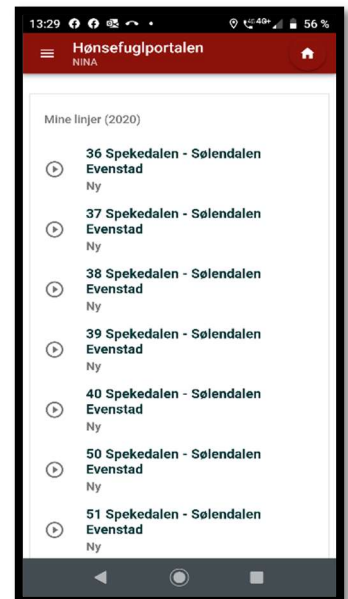 13:29
4G+
56 %
Hønsefuglportalen
NINA
Mine linjer (2020)
36 Spekedalen - Sølendalen
Evenstad
Ny
37 Spekedalen - Sølendalen
Evenstad
Ny
38 Spekedalen - Sølendalen
Evenstad
Ny
39 Spekedalen - Sølendalen
Evenstad
Ny
40 Spekedalen - Sølendalen
Evenstad
Ny
50 Spekedalen - Sølendalen
Evenstad
Ny
51 Spekedalen - Sølendalen
Evenstad
Ny